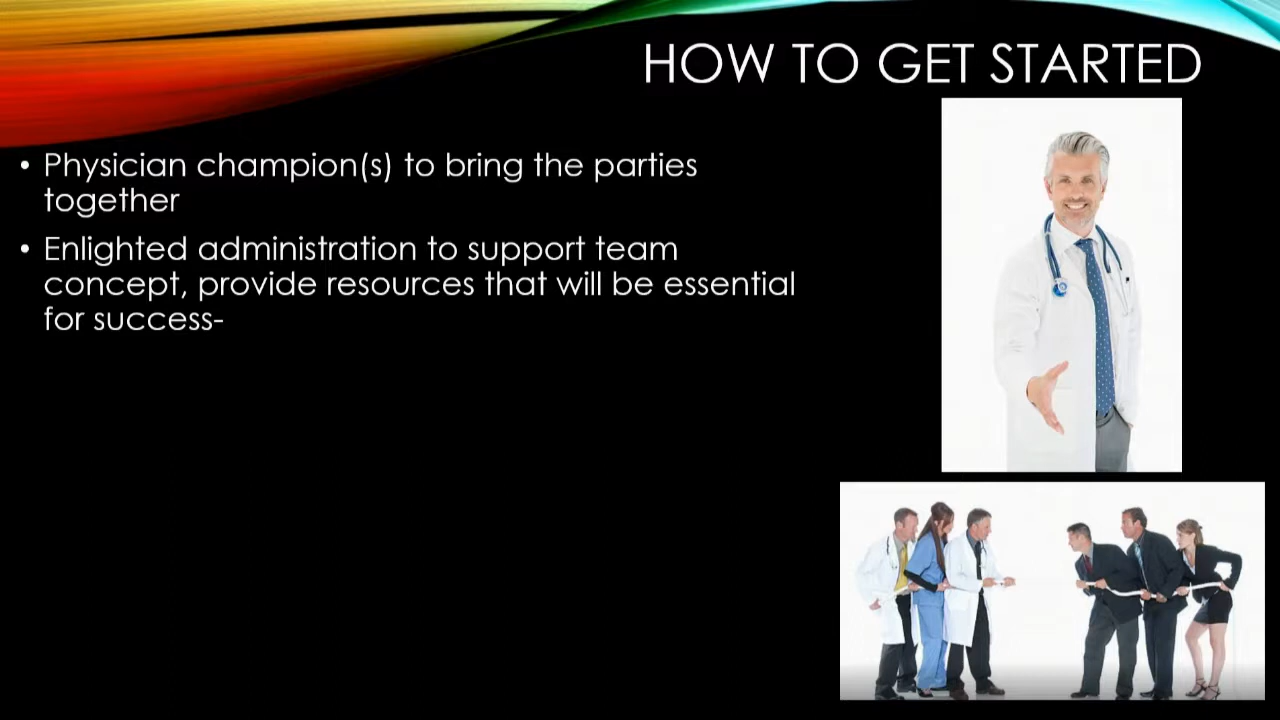 HOW TO GET STARTED
• Physician champion(s) to bring the parties
together
• Enlighted administration to support team
concept, provide resources that will be essential
for success-